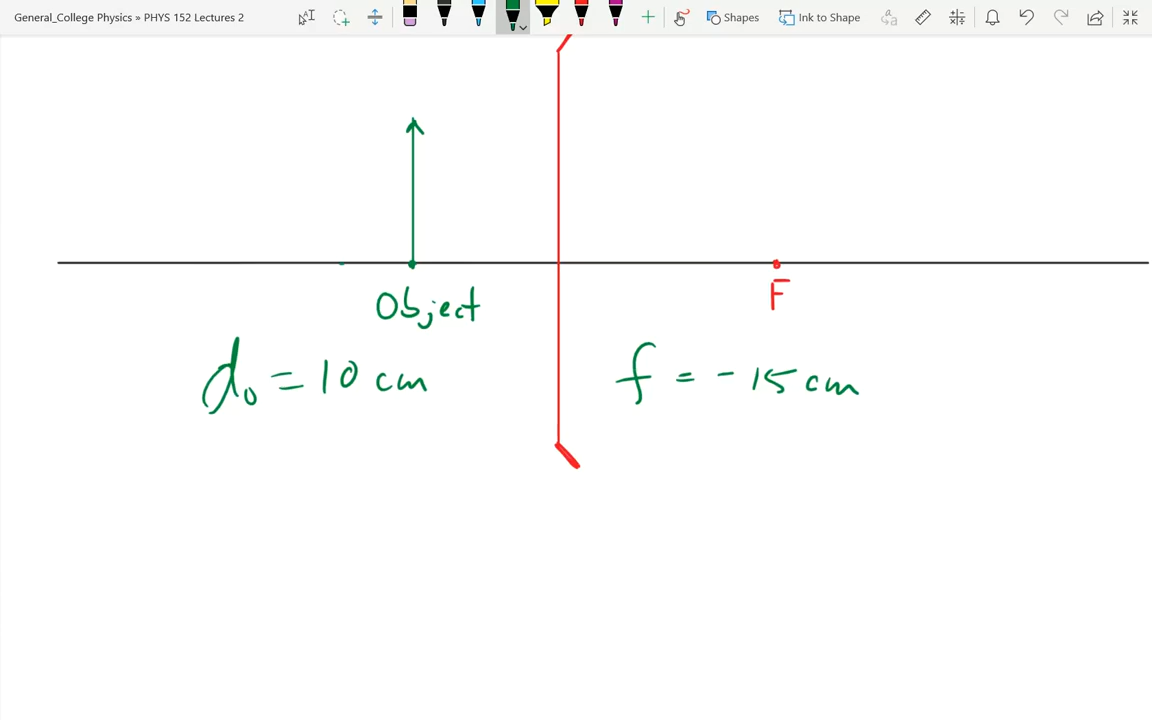 General_College Physics » PHYS 152 Lectures 2
Shapes
Ink to Shape
F
Object
d₀ = 10 cm
f = - 15 cm